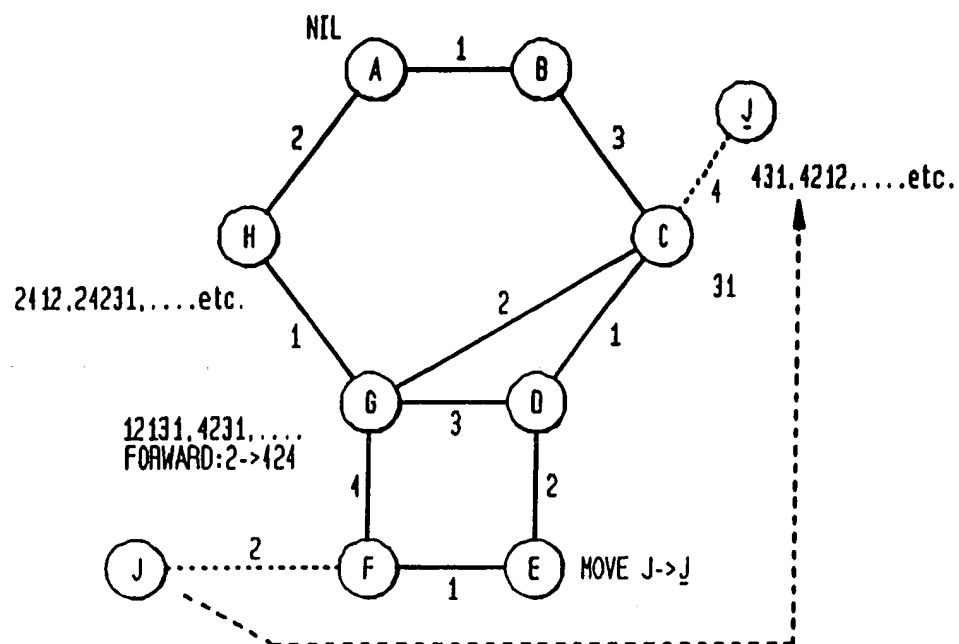 NIL
A
1
B
J
2
3
4
431,4212,....etc.
H
C
2412,24231,....etc.
2
31
1
1
G
3
D
12131,4231,....
FORWARD:2->424
4
2
J
2
F
1
E
MOVE J->J